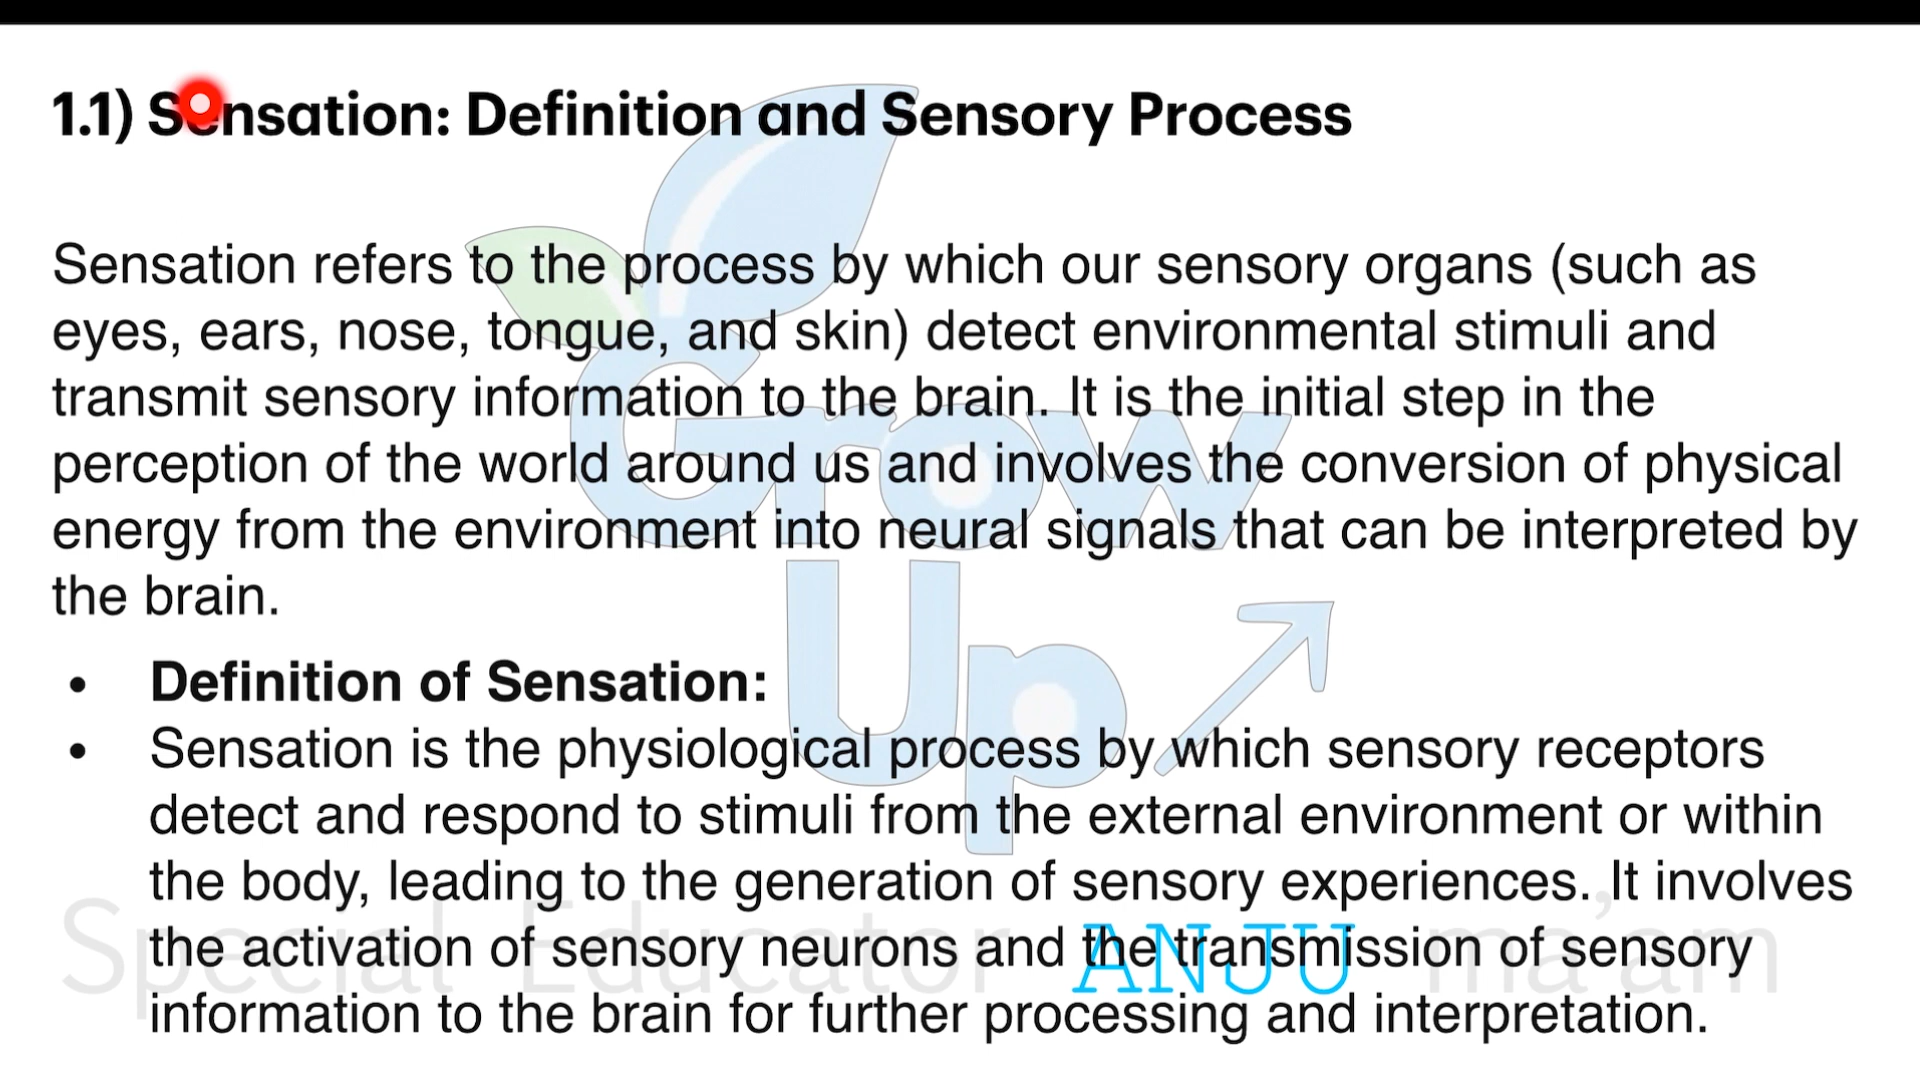 1.1) Sensation: Definition and Sensory Process
Sensation refers to the process by which our sensory organs (such as
eyes, ears, nose, tongue, and skin) detect environmental stimuli and
transmit sensory information to the brain. It is the initial step in the
perception of the world around us and involves the conversion of physical
energy from the environment into neural signals that can be interpreted by
the brain.
• Definition of Sensation:
• Sensation is the physiological process by which sensory receptors
detect and respond to stimuli from the external environment or within
the body, leading to the generation of sensory experiences. It involves
the activation of sensory neurons and the transmission of sensory
information to the brain for further processing and interpretation.
Grow
Up
Special Educator ANJU ma'am